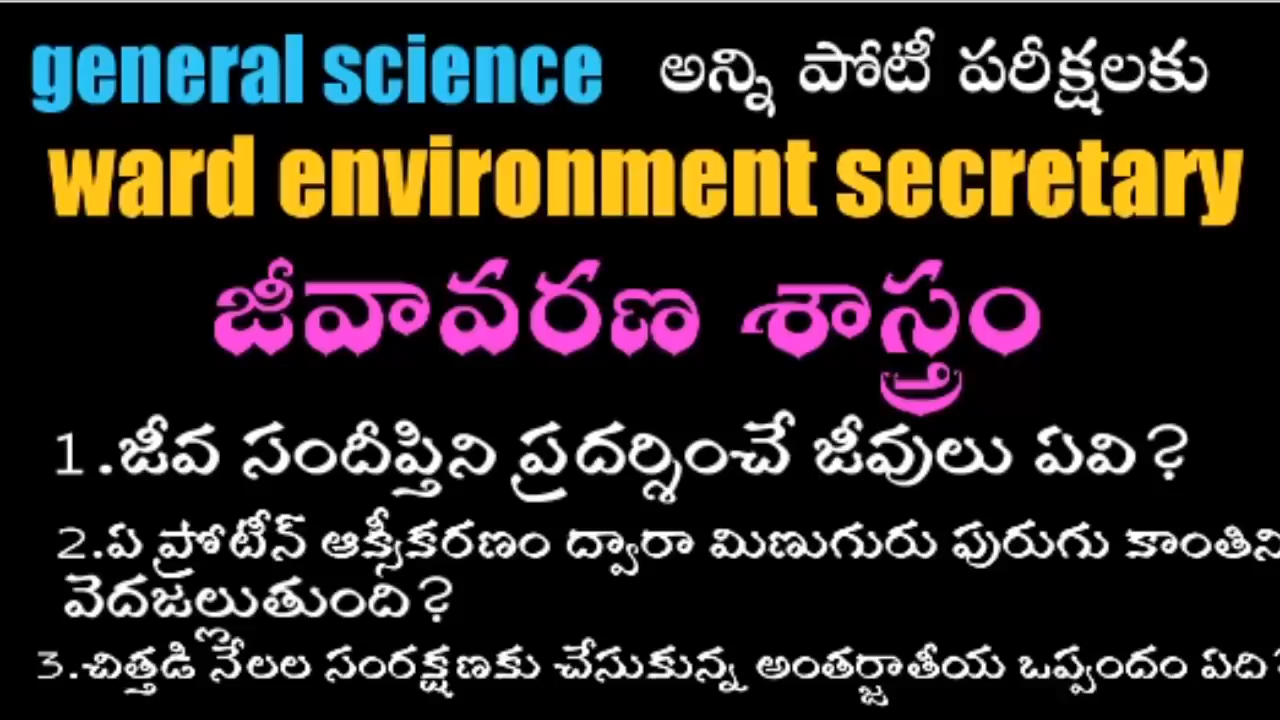 general science అన్ని పోటీ పరీక్షలకు
ward environment secretary
జీవావరణ శాస్త్రం
1.జీవ సందీప్తిని ప్రదర్శించే జీవులు ఏవి?
2.ఏ ప్రోటీన్ ఆక్సీకరణం ద్వారా మిణుగురు పురుగు కాంతిని
వెదజల్లుతుంది?
3.చిత్తడి నేలల సంరక్షణకు చేసుకున్న అంతర్జాతీయ ఒప్పందం ఏది?